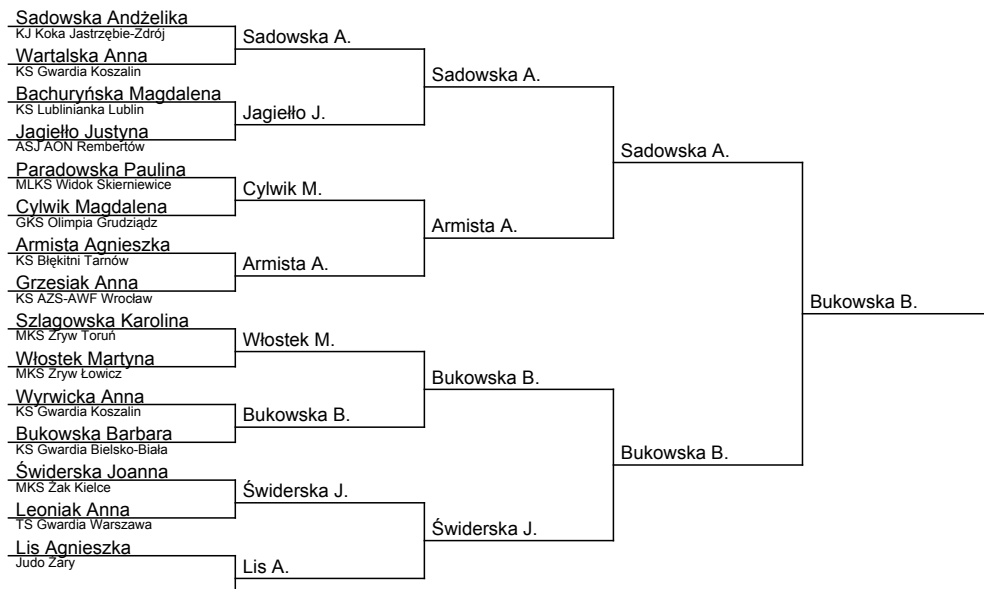 Sadowska Andżelika
KJ Koka Jastrzębie-Zdrój
Wartalska Anna
KS Gwardia Koszalin
Bachuryńska Magdalena
KS Lublinianka Lublin
Jagiełło Justyna
ASJ AON Rembertów
Paradowska Paulina
MLKS Widok Skierniewice
Cylwik Magdalena
GKS Olimpia Grudziądz
Armista Agnieszka
KS Błękitni Tarnów
Grzesiak Anna
KS AZS-AWF Wrocław
Szlagowska Karolina
MKS Zryw Toruń
Włostek Martyna
MKS Zryw Łowicz
Wyrwicka Anna
KS Gwardia Koszalin
Bukowska Barbara
KS Gwardia Bielsko-Biała
Świderska Joanna
MKS Żak Kielce
Leoniak Anna
TS Gwardia Warszawa
Lis Agnieszka
Judo Żary
Sadowska A.
Jagiełło J.
Cylwik M.
Armista A.
Włostek M.
Bukowska B.
Świderska J.
Lis A.
Sadowska A.
Armista A.
Bukowska B.
Świderska J.
Sadowska A.
Bukowska B.
Bukowska B.